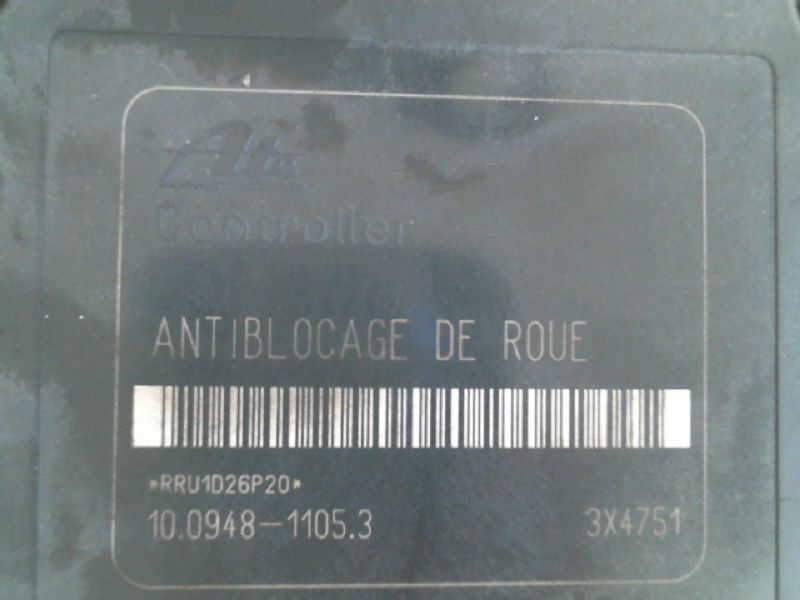 Ate
Controller
ANTIBLOCAGE DE ROUE
*RRU1D26P20*
10.0948-1105.3 3X4751